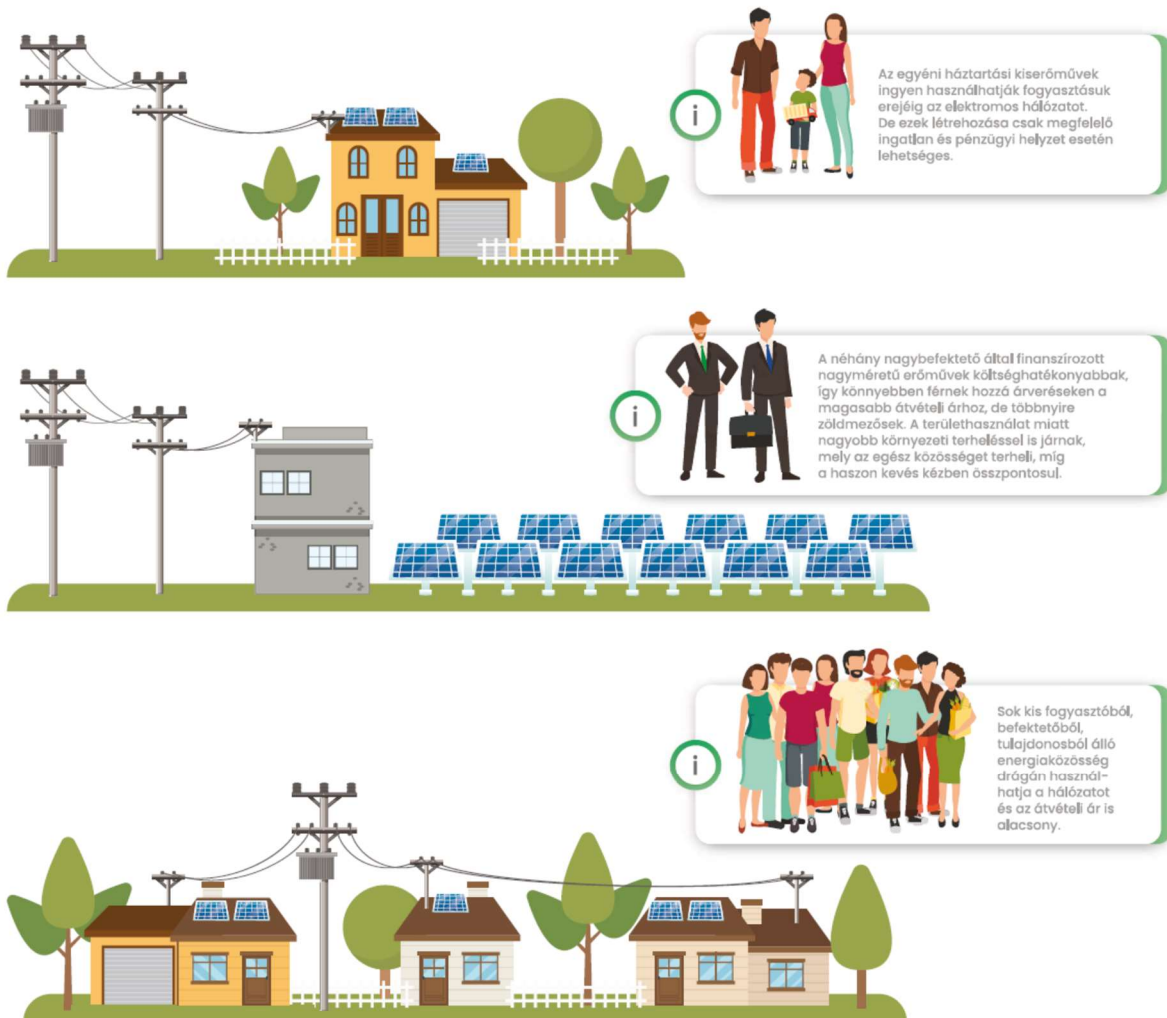 i
Az egyéni háztartási kiserőművek
ingyen használhatják fogyasztásuk
erejéig az elektromos hálózatot.
De ezek létrehozása csak megfelelő
ingatlan és pénzügyi helyzet esetén
lehetséges.
i
A néhány nagybefektető által finanszírozott
nagyméretű erőművek költséghatékonyabbak,
így könnyebben férnek hozzá árveréseken a
magasabb átvételi árhoz, de többnyire
zöldmezősek. A területhasználat miatt
nagyobb környezeti terheléssel is járnak,
mely az egész közösséget terheli, míg
a haszon kevés kézben összpontosul.
i
Sok kis fogyasztóból,
befektetőből,
tulajdonosból álló
energiaközösség
drágán használ-
hatja a hálózatot
és az átvételi ár is
alacsony.